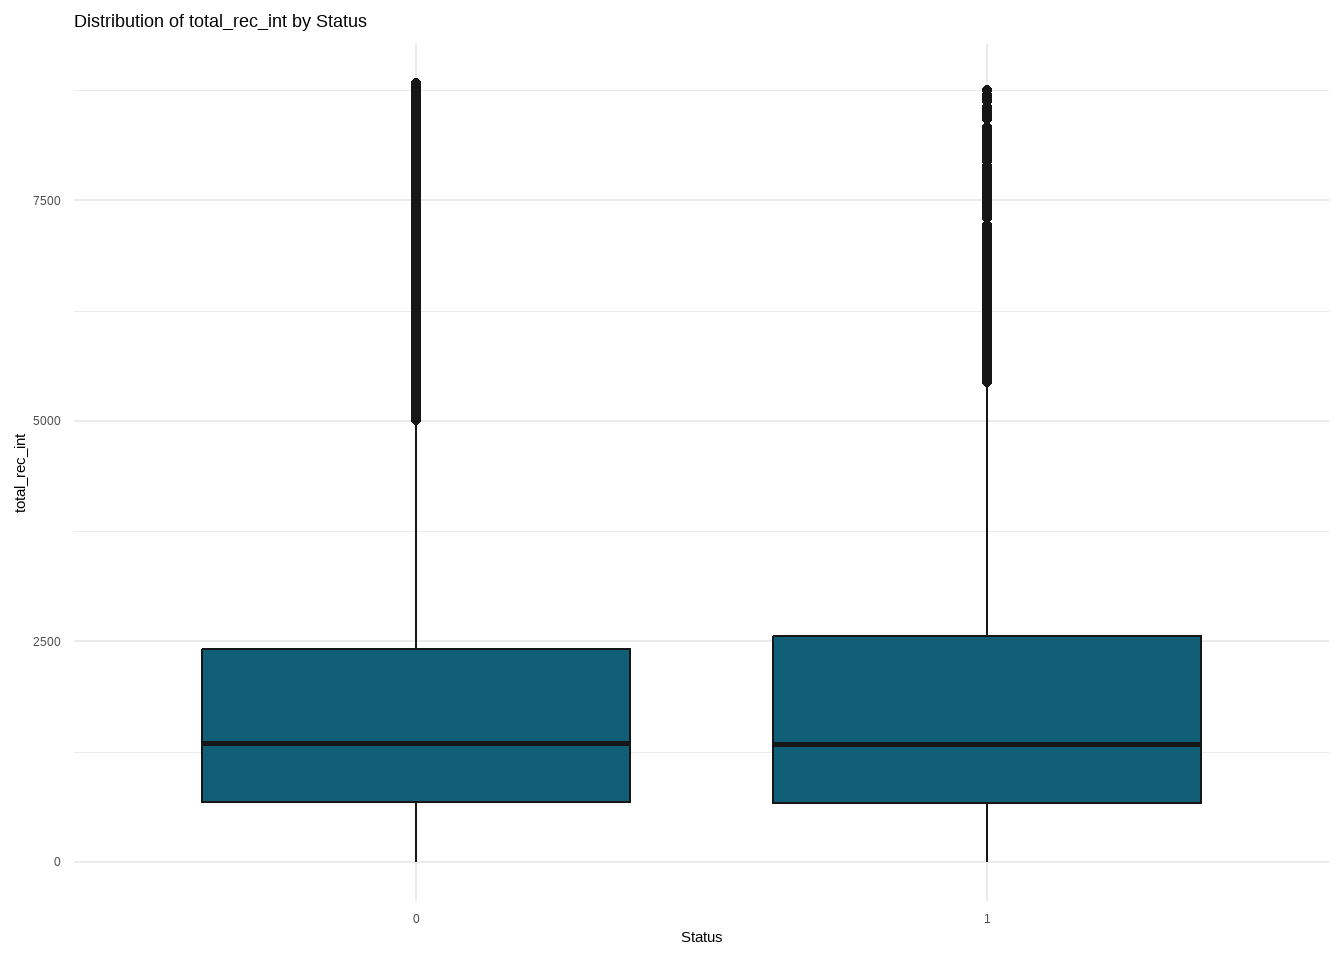 Distribution of total_rec_int by Status
7500
5000
2500
0
total_rec_int
0
1
Status